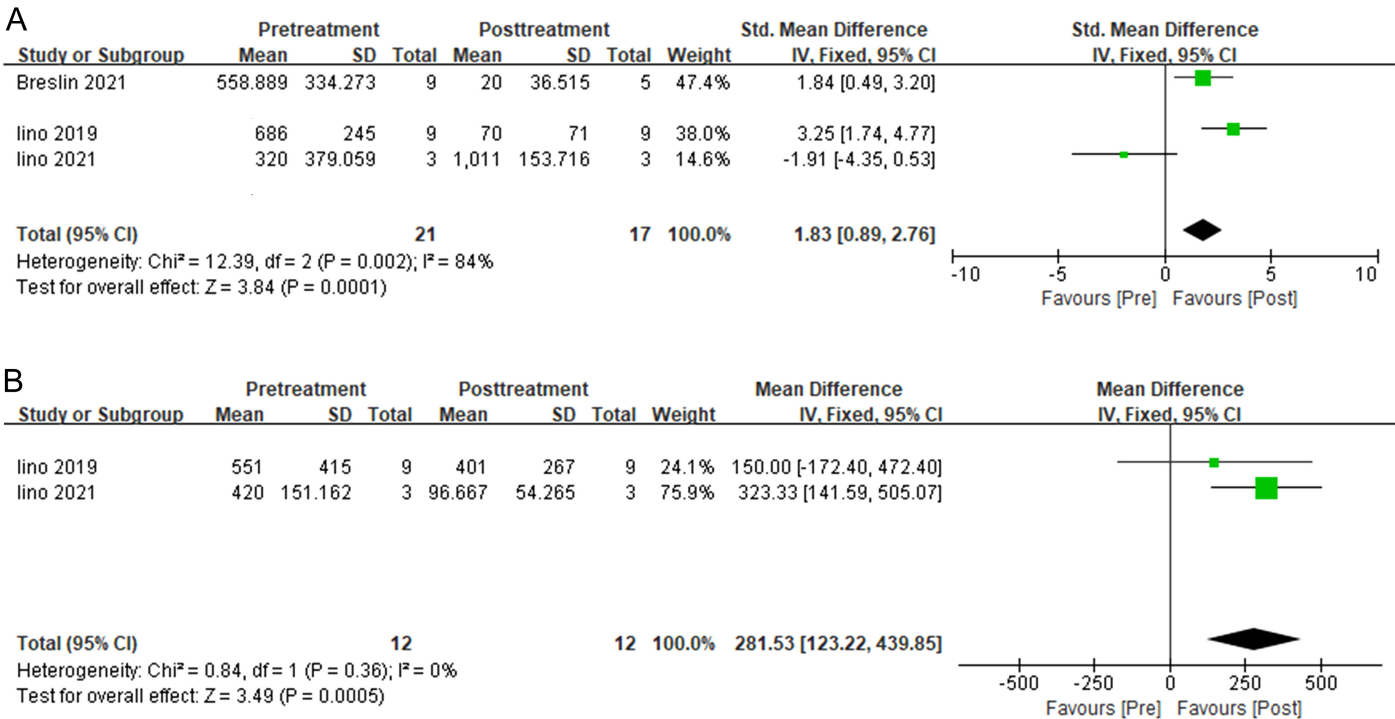 A
Pretreatment Posttreatment Std. Mean Difference Std. Mean Difference
Study or Subgroup Mean SD Total Mean SD Total Weight IV, Fixed, 95% CI IV, Fixed, 95% CI
Breslin 2021 558.889 334.273 9 20 36.515 5 47.4% 1.84 [0.49, 3.20]
Iino 2019 686 245 9 70 71 9 38.0% 3.25 [1.74, 4.77]
Iino 2021 320 379.059 3 1,011 153.716 3 14.6% -1.91 [-4.35, 0.53]
Total (95% CI) 21 17 100.0% 1.83 [0.89, 2.76]
Heterogeneity: Chi² = 12.39, df = 2 (P = 0.002); I² = 84%
Test for overall effect: Z = 3.84 (P = 0.0001)
-10 -5 0 5 10
Favours [Pre] Favours [Post]
B
Pretreatment Posttreatment Mean Difference Mean Difference
Study or Subgroup Mean SD Total Mean SD Total Weight IV, Fixed, 95% CI IV, Fixed, 95% CI
Iino 2019 551 415 9 401 267 9 24.1% 150.00 [-172.40, 472.40]
Iino 2021 420 151.162 3 96.667 54.265 3 75.9% 323.33 [141.59, 505.07]
Total (95% CI) 12 12 100.0% 281.53 [123.22, 439.85]
Heterogeneity: Chi² = 0.84, df = 1 (P = 0.36); I² = 0%
Test for overall effect: Z = 3.49 (P = 0.0005)
-500 -250 0 250 500
Favours [Pre] Favours [Post]